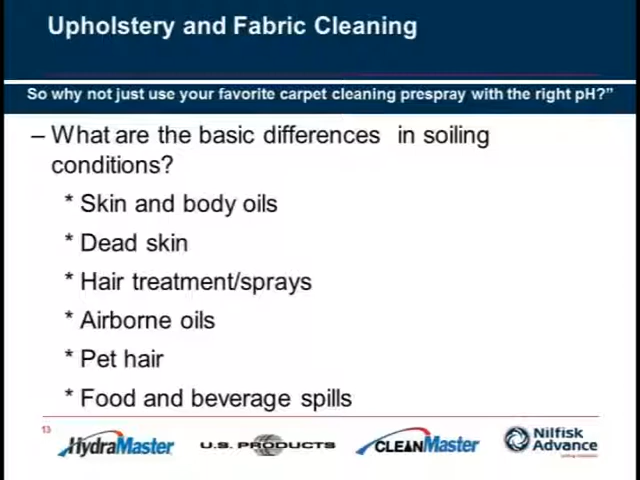 Upholstery and Fabric Cleaning
So why not just use your favorite carpet cleaning prespray with the right pH?”
– What are the basic differences in soiling
conditions?
* Skin and body oils
* Dead skin
* Hair treatment/sprays
* Airborne oils
* Pet hair
* Food and beverage spills
13
HydraMaster
U.S. PRODUCTS
CLEANMaster
Nilfisk
Advance